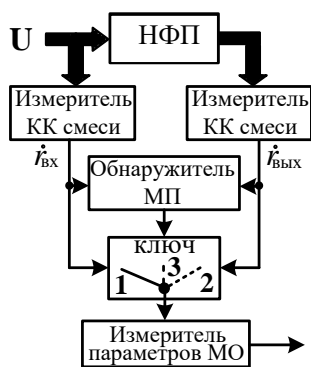 U
НФП
Измеритель
КК смеси
Измеритель
КК смеси
ṙвх
ṙвых
Обнаружитель
МП
ключ
1
3
2
Измеритель
параметров МО